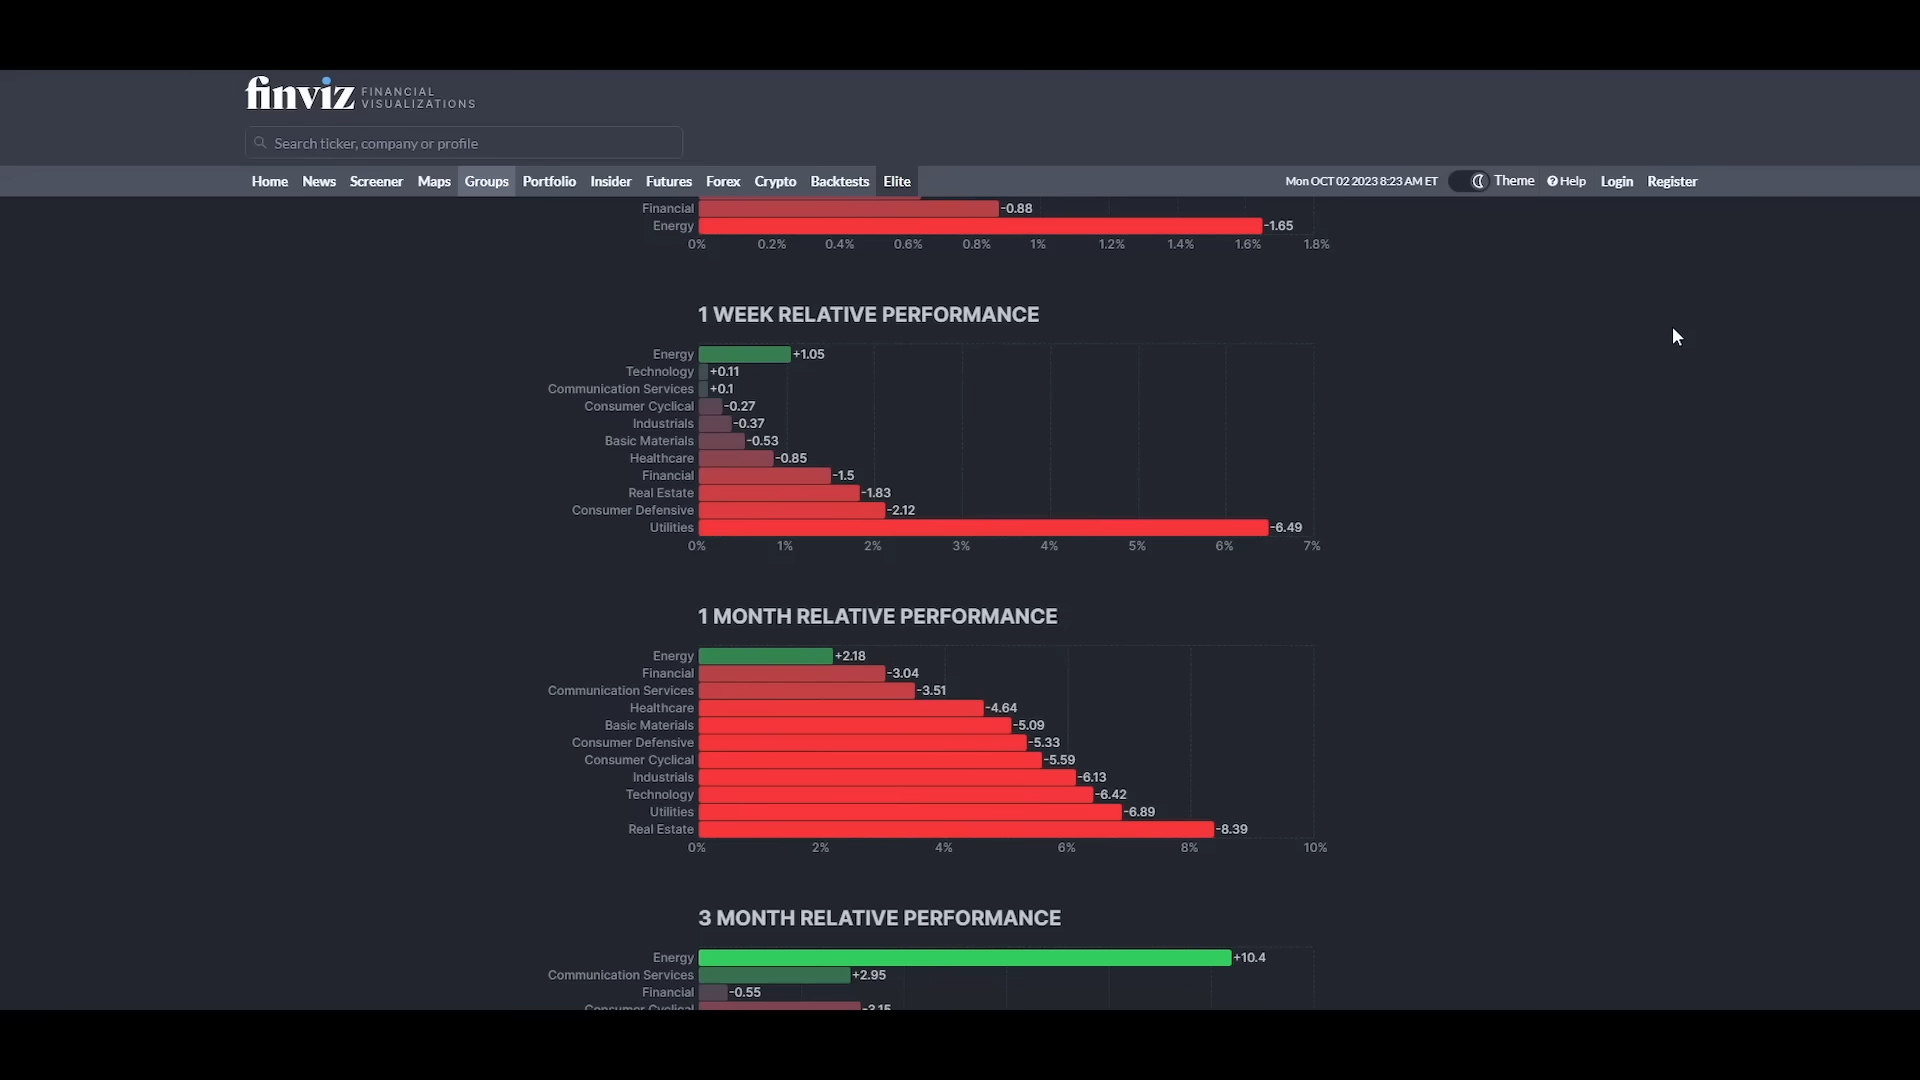 finviz FINANCIAL
VISUALIZATIONS
Search ticker, company or profile
Home News Screener Maps Groups Portfolio Insider Futures Forex Crypto Backtests Elite Mon OCT 02 2023 8:23 AM ET Theme Help Login Register
Financial -0.88
Energy -1.65
0% 0.2% 0.4% 0.6% 0.8% 1% 1.2% 1.4% 1.6% 1.8%
1 WEEK RELATIVE PERFORMANCE
Energy +1.05
Technology +0.11
Communication Services +0.1
Consumer Cyclical -0.27
Industrials -0.37
Basic Materials -0.53
Healthcare -0.85
Financial -1.5
Real Estate -1.83
Consumer Defensive -2.12
Utilities -6.49
0% 1% 2% 3% 4% 5% 6% 7%
1 MONTH RELATIVE PERFORMANCE
Energy +2.18
Financial -3.04
Communication Services -3.51
Healthcare -4.64
Basic Materials -5.09
Consumer Defensive -5.33
Consumer Cyclical -5.59
Industrials -6.13
Technology -6.42
Utilities -6.89
Real Estate -8.39
0% 2% 4% 6% 8% 10%
3 MONTH RELATIVE PERFORMANCE
Energy +10.4
Communication Services +2.95
Financial -0.55
Consumer Cyclical -3.15